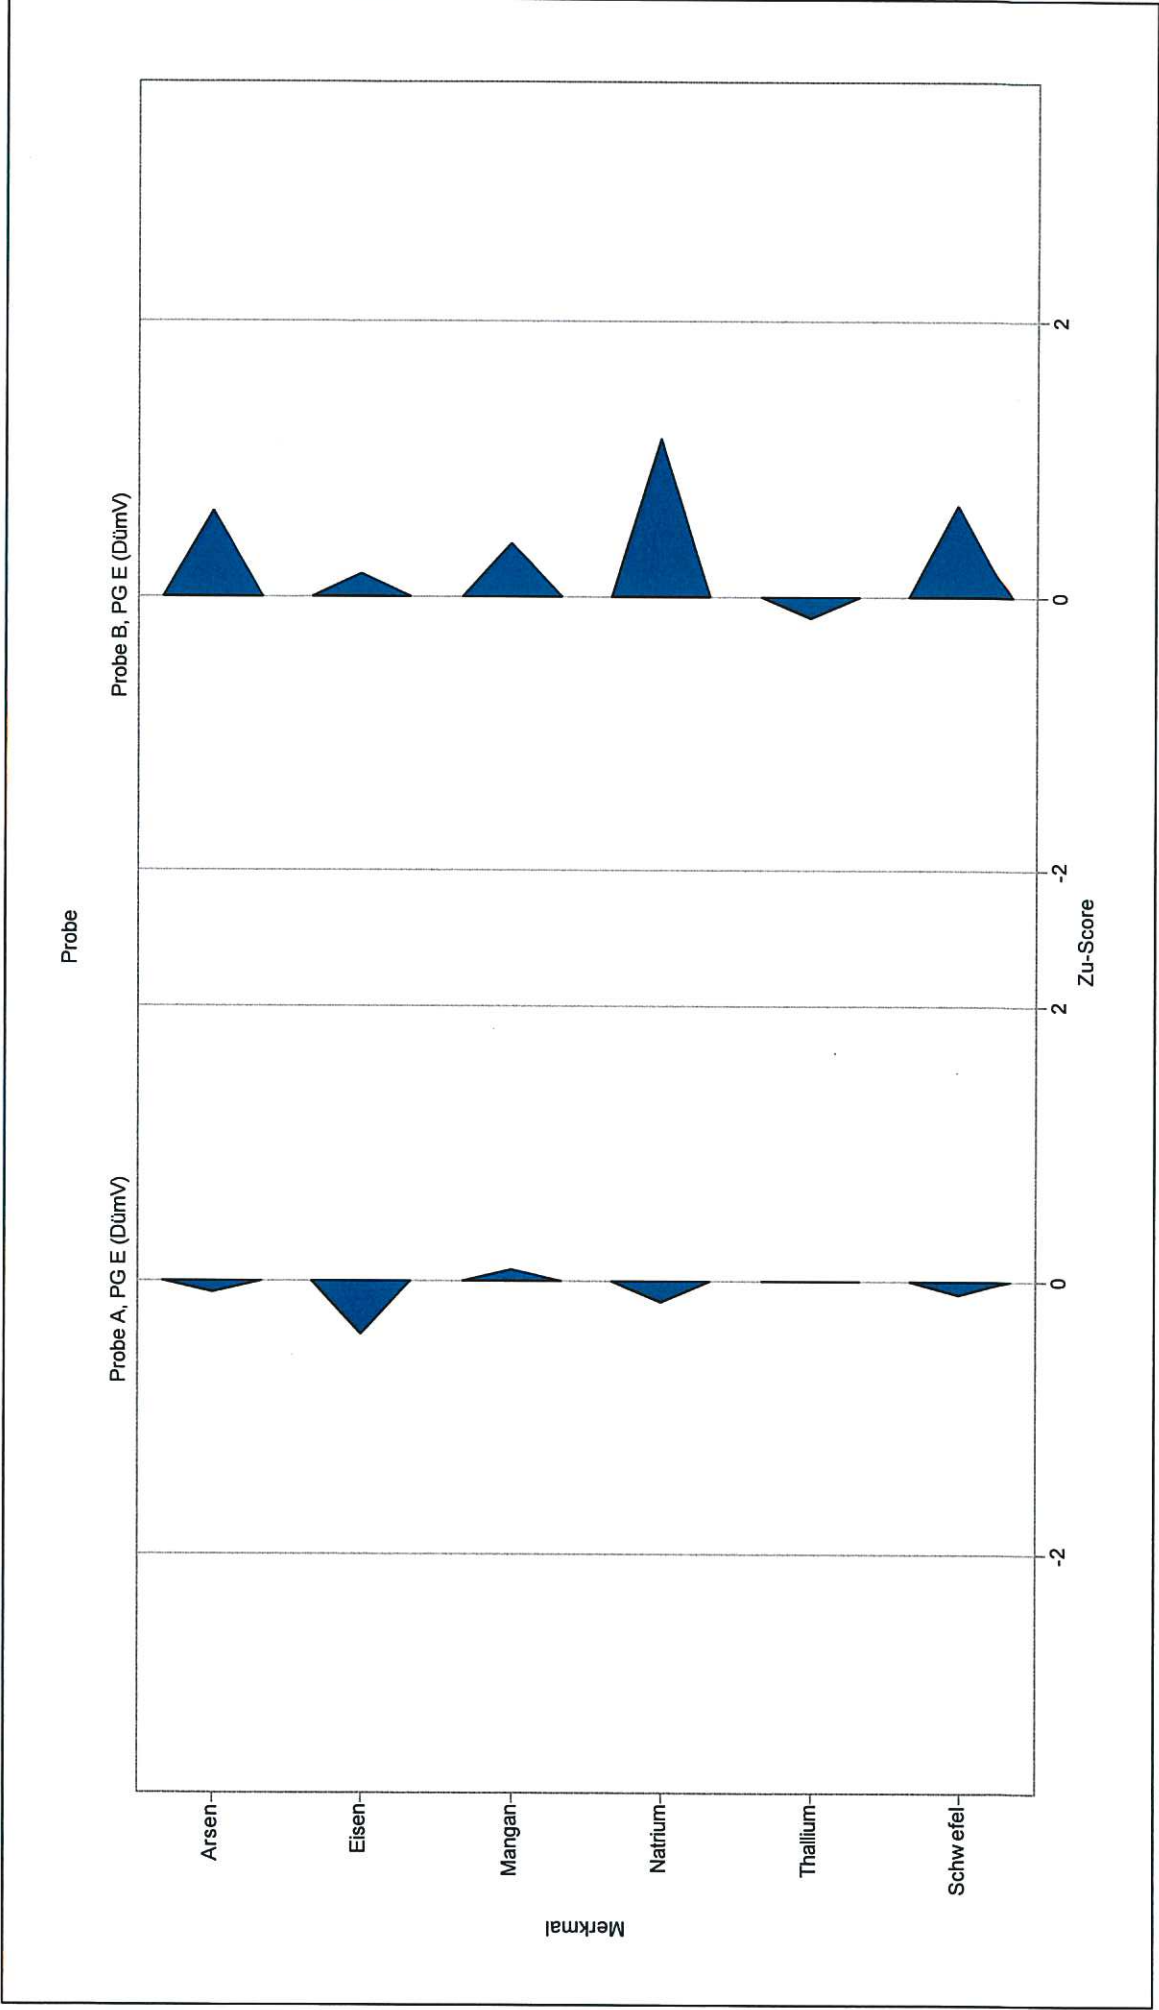 Probe
Probe A, PG E (DümV)
Probe B, PG E (DümV)
Merkmal
Arsen
Eisen
Mangan
Natrium
Thallium
Schwefel
-2
0
2
-2
0
2
Zu-Score